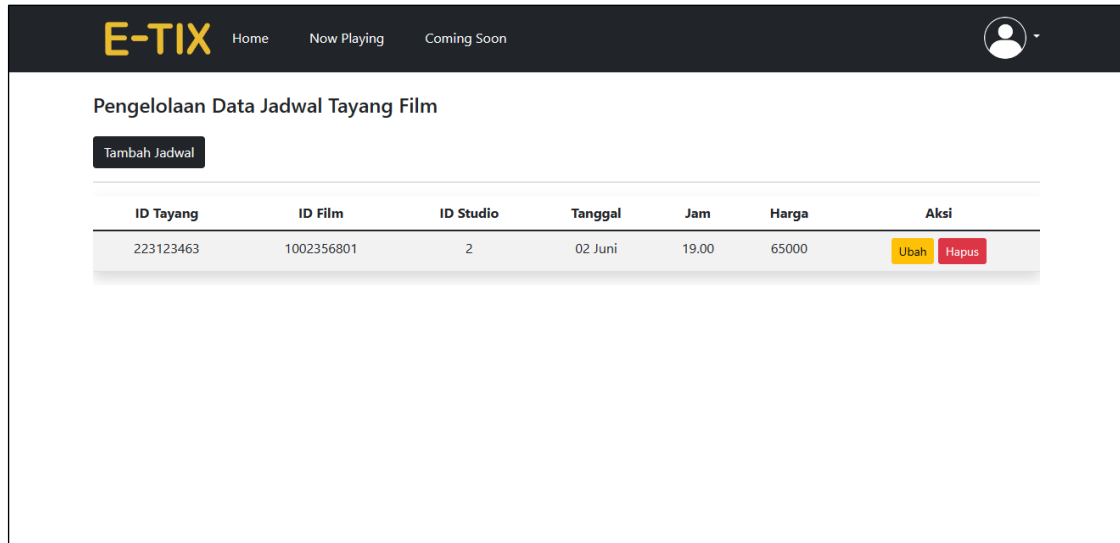 E-TIX Home Now Playing Coming Soon
Pengelolaan Data Jadwal Tayang Film
Tambah Jadwal
ID Tayang ID Film ID Studio Tanggal Jam Harga Aksi
223123463 1002356801 2 02 Juni 19.00 65000 Ubah Hapus